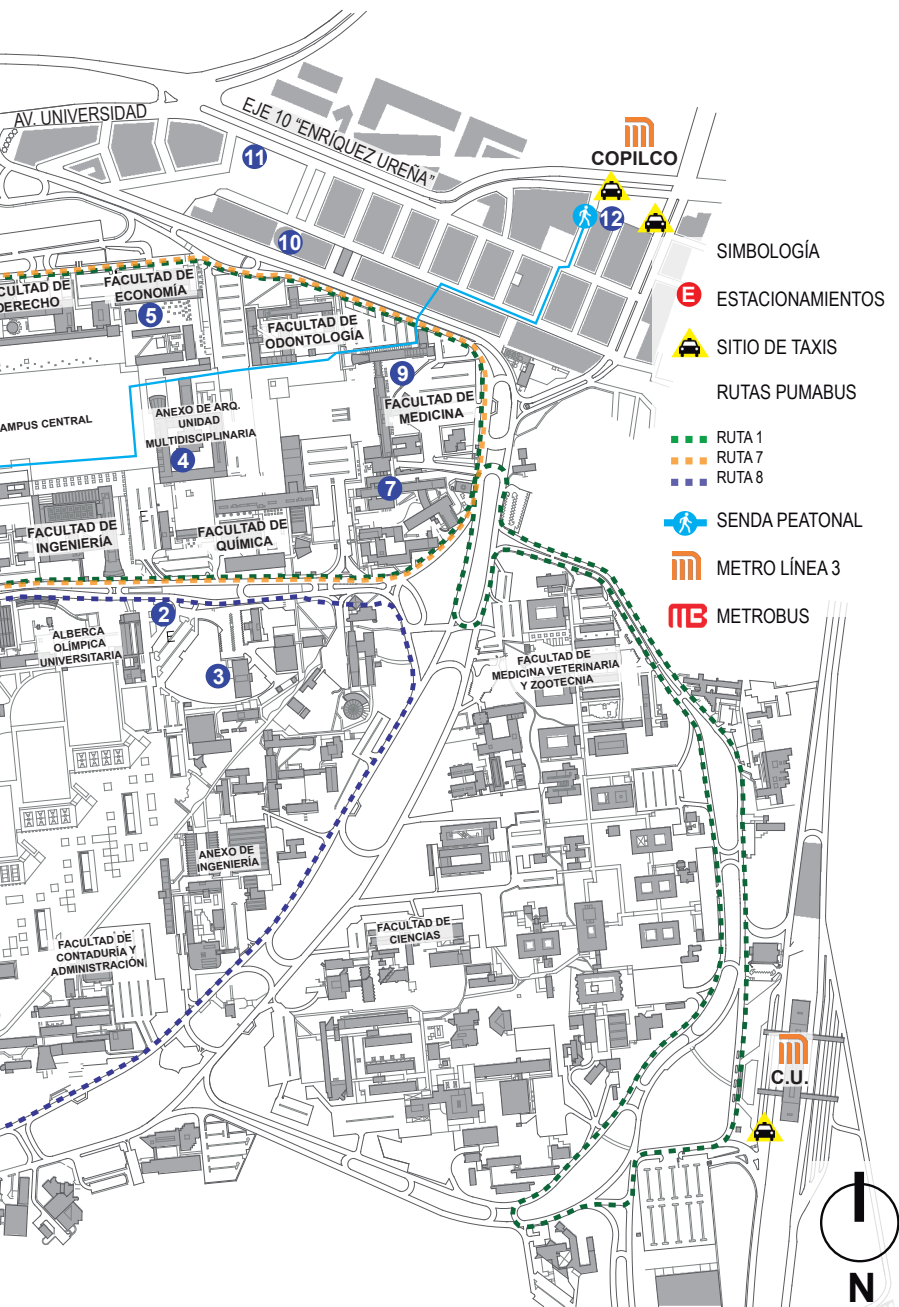 AV. UNIVERSIDAD
EJE 10 “ENRÍQUEZ UREÑA”
11
COPILCO
12
10
SIMBOLOGÍA
E ESTACIONAMIENTOS
SITIO DE TAXIS
RUTAS PUMABUS
RUTA 1
RUTA 7
RUTA 8
SENDA PEATONAL
METRO LÍNEA 3
MB METROBUS
CULTAD DE
DERECHO
FACULTAD DE
ECONOMÍA
5
FACULTAD DE
ODONTOLOGÍA
9
FACULTAD DE
MEDICINA
AMPUS CENTRAL
ANEXO DE ARQ.
UNIDAD
MULTIDISCIPLINARIA
4
7
E
FACULTAD DE
INGENIERÍA
FACULTAD DE
QUÍMICA
2
E
ALBERCA
OLÍMPICA
UNIVERSITARIA
3
FACULTAD DE
MEDICINA VETERINARIA
Y ZOOTECNIA
ANEXO DE
INGENIERÍA
FACULTAD DE
CIENCIAS
FACULTAD DE
CONTADURÍA Y
ADMINISTRACIÓN
C.U.
N